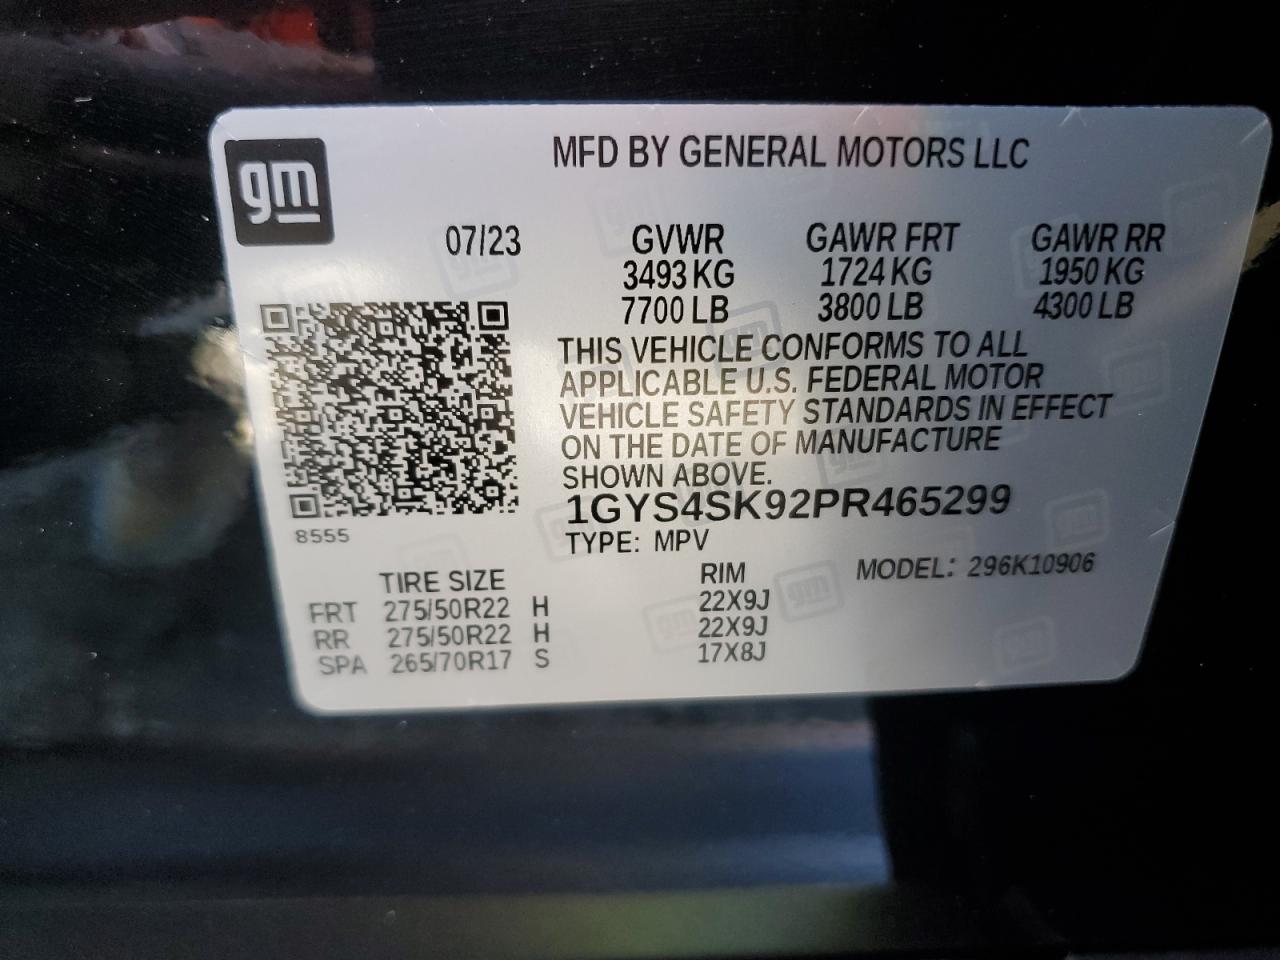 MFD BY GENERAL MOTORS LLC
gm
07/23 GVWR GAWR FRT GAWR RR
3493 KG 1724 KG 1950 KG
7700 LB 3800 LB 4300 LB
THIS VEHICLE CONFORMS TO ALL
APPLICABLE U.S. FEDERAL MOTOR
VEHICLE SAFETY STANDARDS IN EFFECT
ON THE DATE OF MANUFACTURE
SHOWN ABOVE.
1GYS4SK92PR465299
8555
TYPE: MPV
MODEL: 296K10906
TIRE SIZE RIM
FRT 275/50R22 H 22X9J
RR 275/50R22 H 22X9J
SPA 265/70R17 S 17X8J